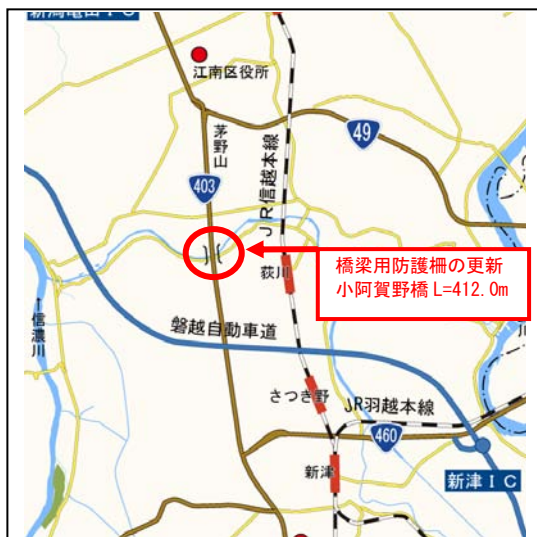 新潟亀田IC
江南区役所
49
茅野山
403
JR信越本線
荻川
橋梁用防護柵の更新
小阿賀野橋 L=412.0m
←信濃川
磐越自動車道
さつき野
JR羽越本線
460
新津
新津IC
川